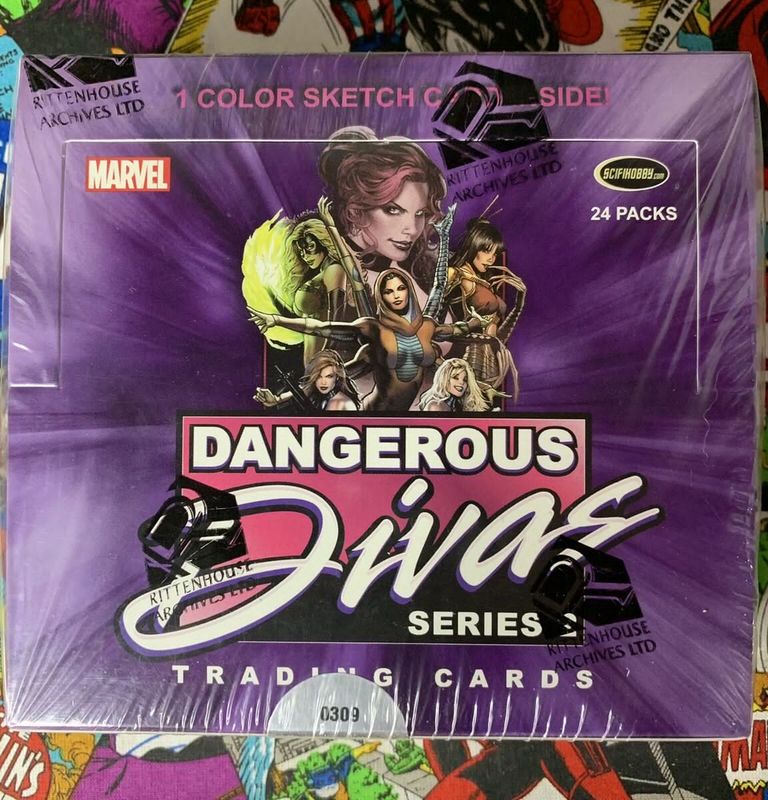 1 COLOR SKETCH SIDE!
RITTENHOUSE
ARCHIVES LTD
RITTENHOUSE
ARCHIVES LTD
MARVEL
SCIFIHOBBY.com
24 PACKS
DANGEROUS
Divas
SERIES 2
RITTENHOUSE
ARCHIVES LTD
RITTENHOUSE
ARCHIVES LTD
TRADING CARDS
0309